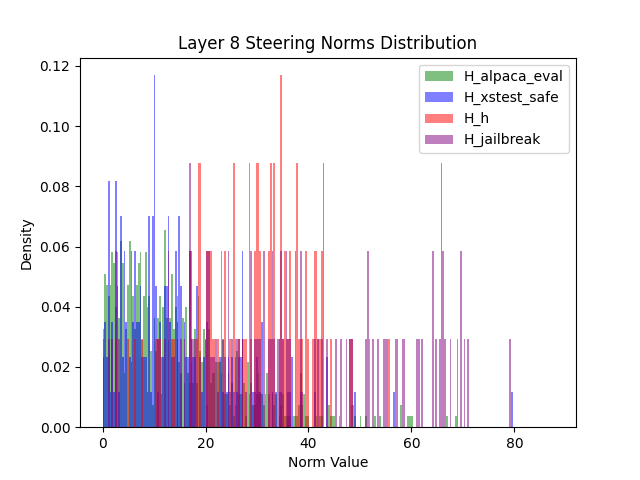 Layer 8 Steering Norms Distribution
H_alpaca_eval
H_xstest_safe
H_h
H_jailbreak
Density
0.12
0.10
0.08
0.06
0.04
0.02
0.00
0
20
40
60
80
Norm Value